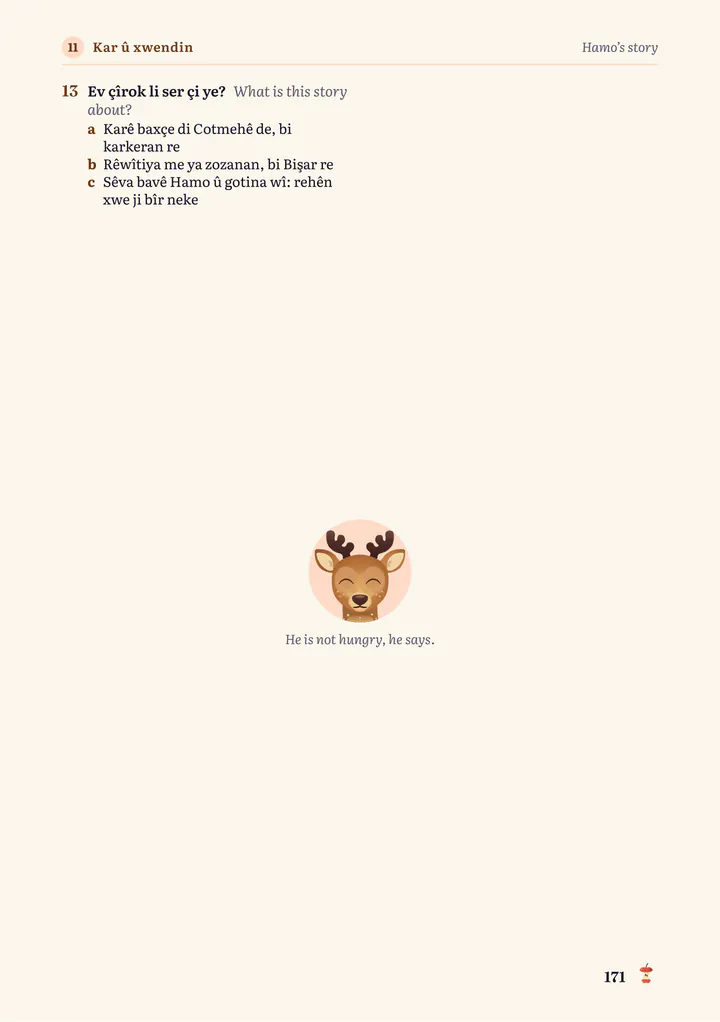 11 Kar û xwendin
Hamo's story
13 Ev çîrok li ser çi ye? What is this story
about?
a Karê baxçe di Cotmehê de, bi
karkeran re
b Rêwîtiya me ya zozanan, bi Bişar re
c Sêva bavê Hamo û gotina wî: rehên
xwe ji bîr neke
He is not hungry, he says.
171